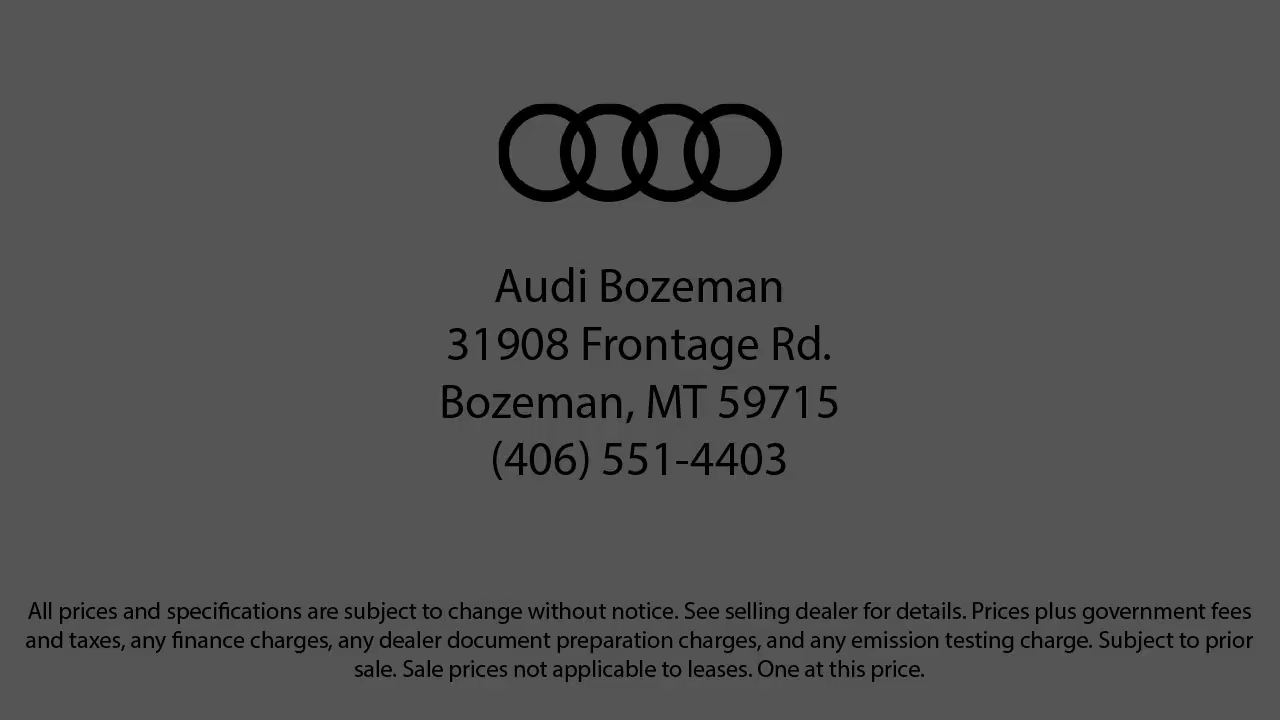 Audi Bozeman
31908 Frontage Rd.
Bozeman, MT 59715
(406) 551-4403
All prices and specifications are subject to change without notice. See selling dealer for details. Prices plus government fees
and taxes, any finance charges, any dealer document preparation charges, and any emission testing charge. Subject to prior
sale. Sale prices not applicable to leases. One at this price.